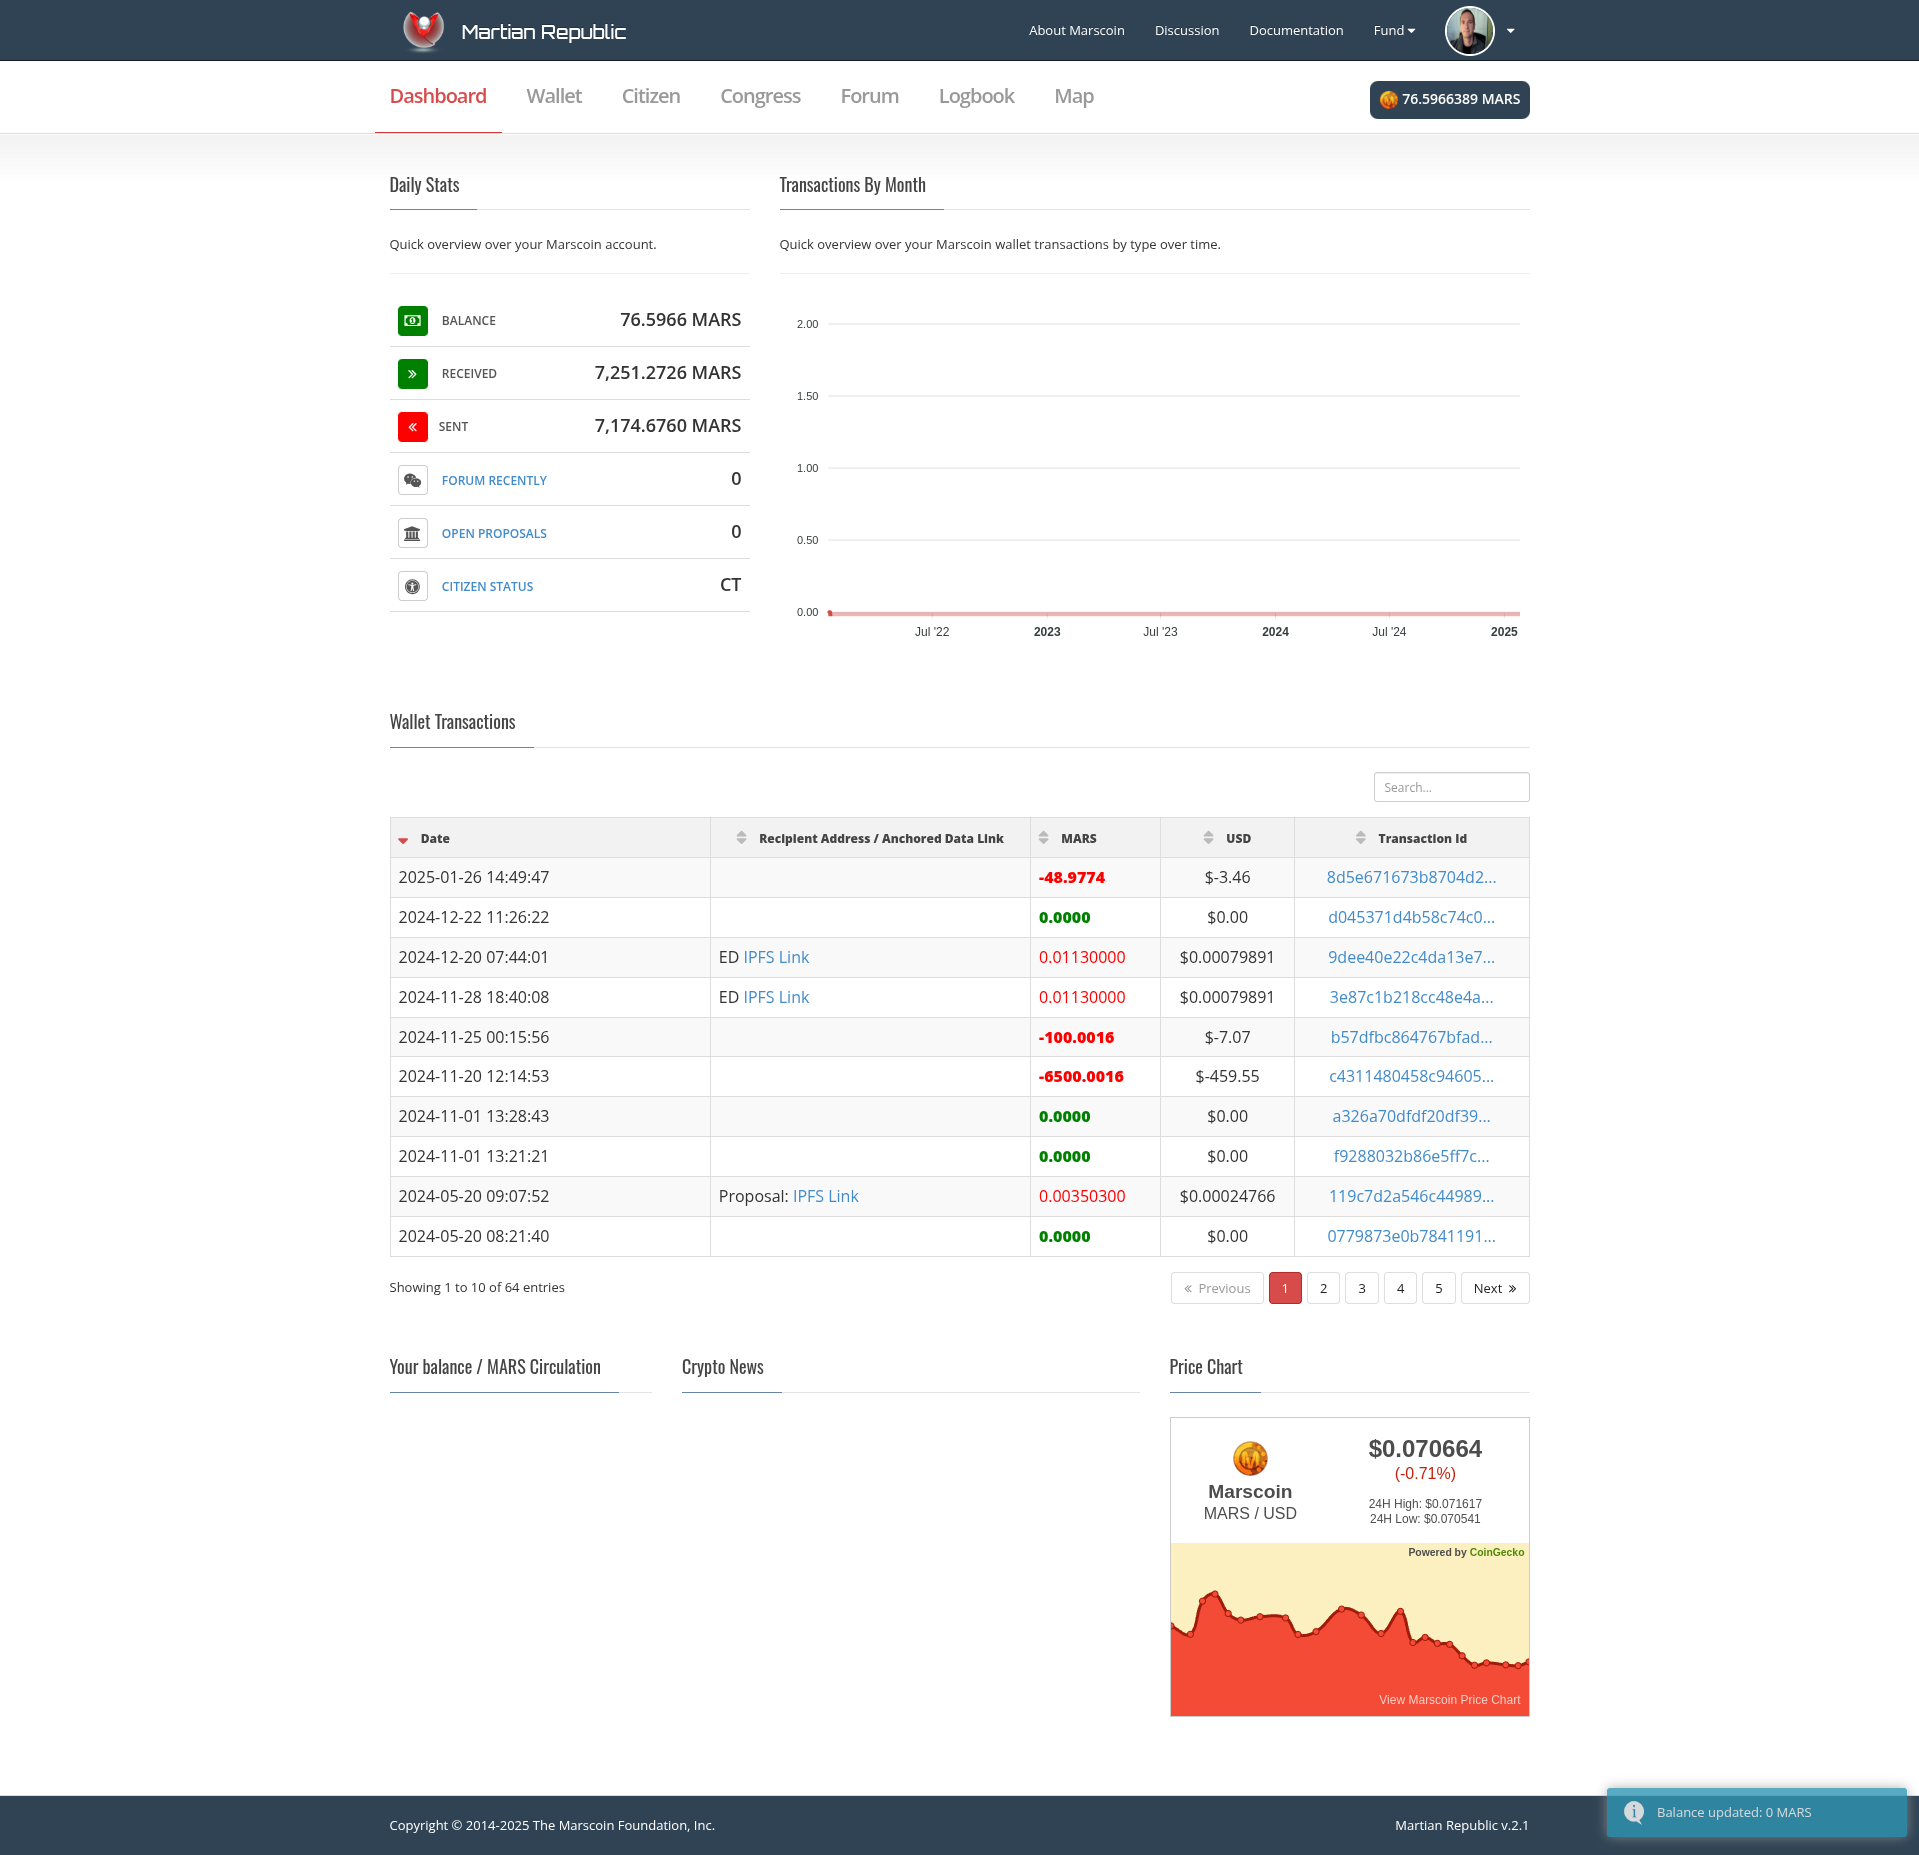 Martian Republic
About Marscoin Discussion Documentation Fund
Dashboard Wallet Citizen Congress Forum Logbook Map
76.5966389 MARS
Daily Stats
Quick overview over your Marscoin account.
BALANCE 76.5966 MARS
RECEIVED 7,251.2726 MARS
SENT 7,174.6760 MARS
FORUM RECENTLY 0
OPEN PROPOSALS 0
CITIZEN STATUS CT
Transactions By Month
Quick overview over your Marscoin wallet transactions by type over time.
2.00
1.50
1.00
0.50
0.00
Jul '22 2023 Jul '23 2024 Jul '24 2025
Wallet Transactions
Search...
Date Recipient Address / Anchored Data Link MARS USD Transaction Id
2025-01-26 14:49:47 -48.9774 $-3.46 8d5e671673b8704d2...
2024-12-22 11:26:22 0.0000 $0.00 d045371d4b58c74c0...
2024-12-20 07:44:01 ED IPFS Link 0.01130000 $0.00079891 9dee40e22c4da13e7...
2024-11-28 18:40:08 ED IPFS Link 0.01130000 $0.00079891 3e87c1b218cc48e4a...
2024-11-25 00:15:56 -100.0016 $-7.07 b57dfbc864767bfad...
2024-11-20 12:14:53 -6500.0016 $-459.55 c4311480458c94605...
2024-11-01 13:28:43 0.0000 $0.00 a326a70dfdf20df39...
2024-11-01 13:21:21 0.0000 $0.00 f9288032b86e5ff7c...
2024-05-20 09:07:52 Proposal: IPFS Link 0.00350300 $0.00024766 119c7d2a546c44989...
2024-05-20 08:21:40 0.0000 $0.00 0779873e0b7841191...
Showing 1 to 10 of 64 entries
« Previous 1 2 3 4 5 Next »
Your balance / MARS Circulation
Crypto News
Price Chart
Marscoin
MARS / USD
$0.070664
(-0.71%)
24H High: $0.071617
24H Low: $0.070541
Powered by CoinGecko
View Marscoin Price Chart
Copyright © 2014-2025 The Marscoin Foundation, Inc.
Martian Republic v.2.1
Balance updated: 0 MARS